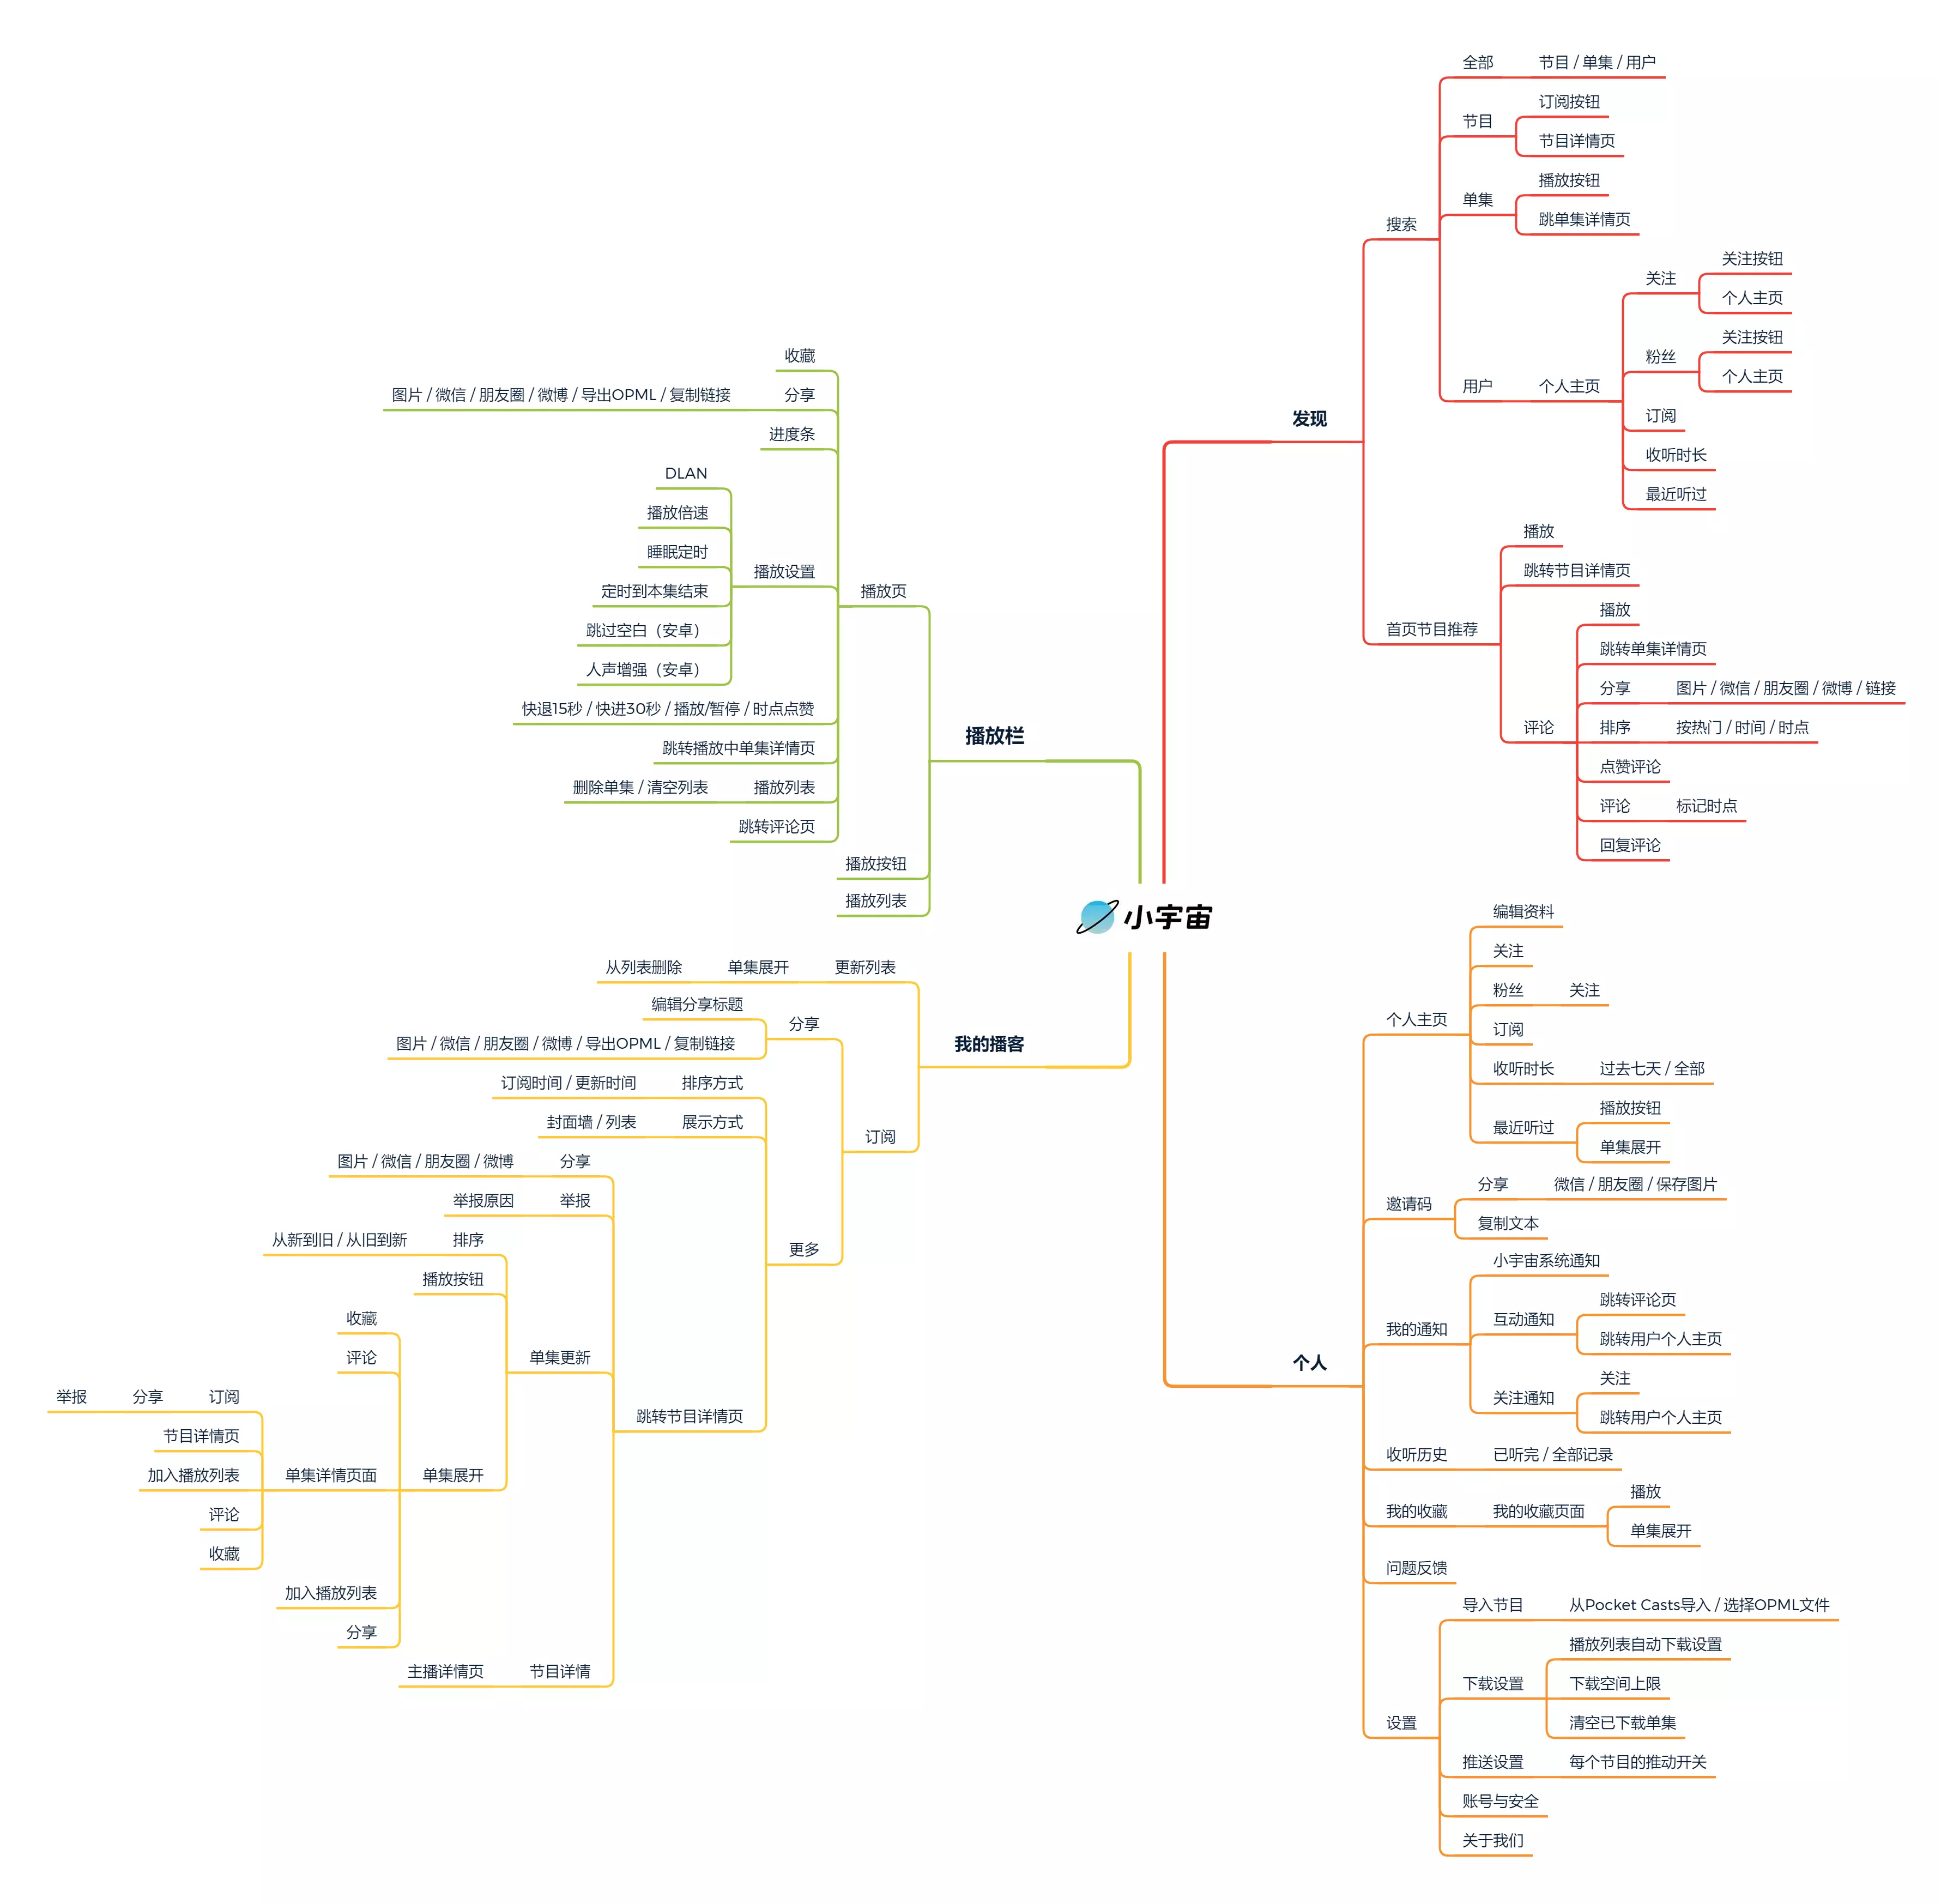 小宇宙
发现
搜索
全部
节目 / 单集 / 用户
节目
订阅按钮
节目详情页
单集
播放按钮
跳单集详情页
用户
个人主页
关注
关注按钮
个人主页
粉丝
关注按钮
个人主页
订阅
收听时长
最近听过
首页节目推荐
播放
跳转节目详情页
评论
播放
跳转单集详情页
分享
图片 / 微信 / 朋友圈 / 微博 / 链接
排序
按热门 / 时间 / 时点
点赞评论
评论
标记时点
回复评论
个人
个人主页
编辑资料
关注
粉丝
关注
订阅
收听时长
过去七天 / 全部
最近听过
播放按钮
单集展开
邀请码
分享
微信 / 朋友圈 / 保存图片
复制文本
我的通知
小宇宙系统通知
互动通知
跳转评论页
跳转用户个人主页
关注通知
关注
跳转用户个人主页
收听历史
已听完 / 全部记录
我的收藏
我的收藏页面
播放
单集展开
问题反馈
设置
导入节目
从Pocket Casts导入 / 选择OPML文件
下载设置
播放列表自动下载设置
下载空间上限
清空已下载单集
推送设置
每个节目的推动开关
账号与安全
关于我们
播放栏
播放页
收藏
分享
图片 / 微信 / 朋友圈 / 微博 / 导出OPML / 复制链接
进度条
播放设置
DLAN
播放倍速
睡眠定时
定时到本集结束
跳过空白（安卓）
人声增强（安卓）
快退15秒 / 快进30秒 / 播放/暂停 / 时点点赞
跳转播放中单集详情页
播放列表
删除单集 / 清空列表
跳转评论页
播放按钮
播放列表
我的播客
更新列表
单集展开
从列表删除
订阅
分享
编辑分享标题
图片 / 微信 / 朋友圈 / 微博 / 导出OPML / 复制链接
更多
排序方式
订阅时间 / 更新时间
展示方式
封面墙 / 列表
跳转节目详情页
分享
图片 / 微信 / 朋友圈 / 微博
举报
举报原因
单集更新
排序
从新到旧 / 从旧到新
播放按钮
单集展开
收藏
评论
单集详情页面
订阅
分享
举报
节目详情页
加入播放列表
评论
收藏
加入播放列表
分享
节目详情
主播详情页